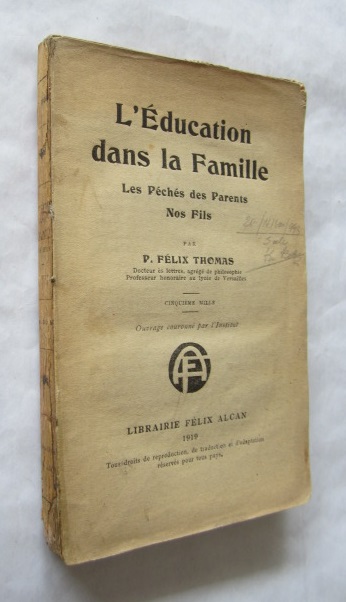 L'Éducation
dans la Famille
Les Péchés des Parents
Nos Fils
PAR
P. FÉLIX THOMAS
Docteur ès lettres, agrégé de philosophie
Professeur honoraire au lycée de Versailles
CINQUIÈME MILLE
Ouvrage couronné par l'Institut
LIBRAIRIE FÉLIX ALCAN
1919
Tous droits de reproduction, de traduction et d'adaptation
réservés pour tous pays.